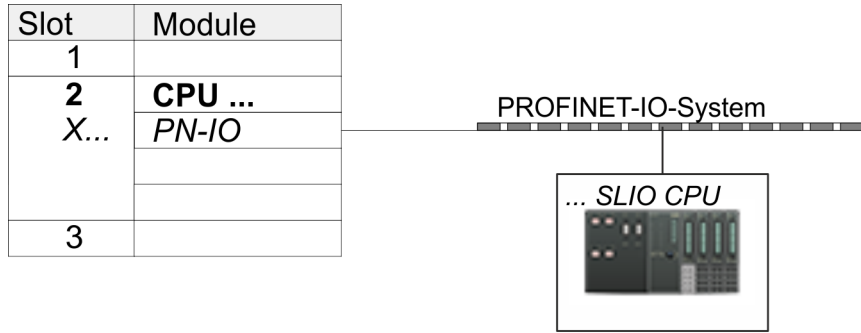 Slot Module
1
2 CPU ...
X... PN-IO
3
PROFINET-IO-System
... SLIO CPU